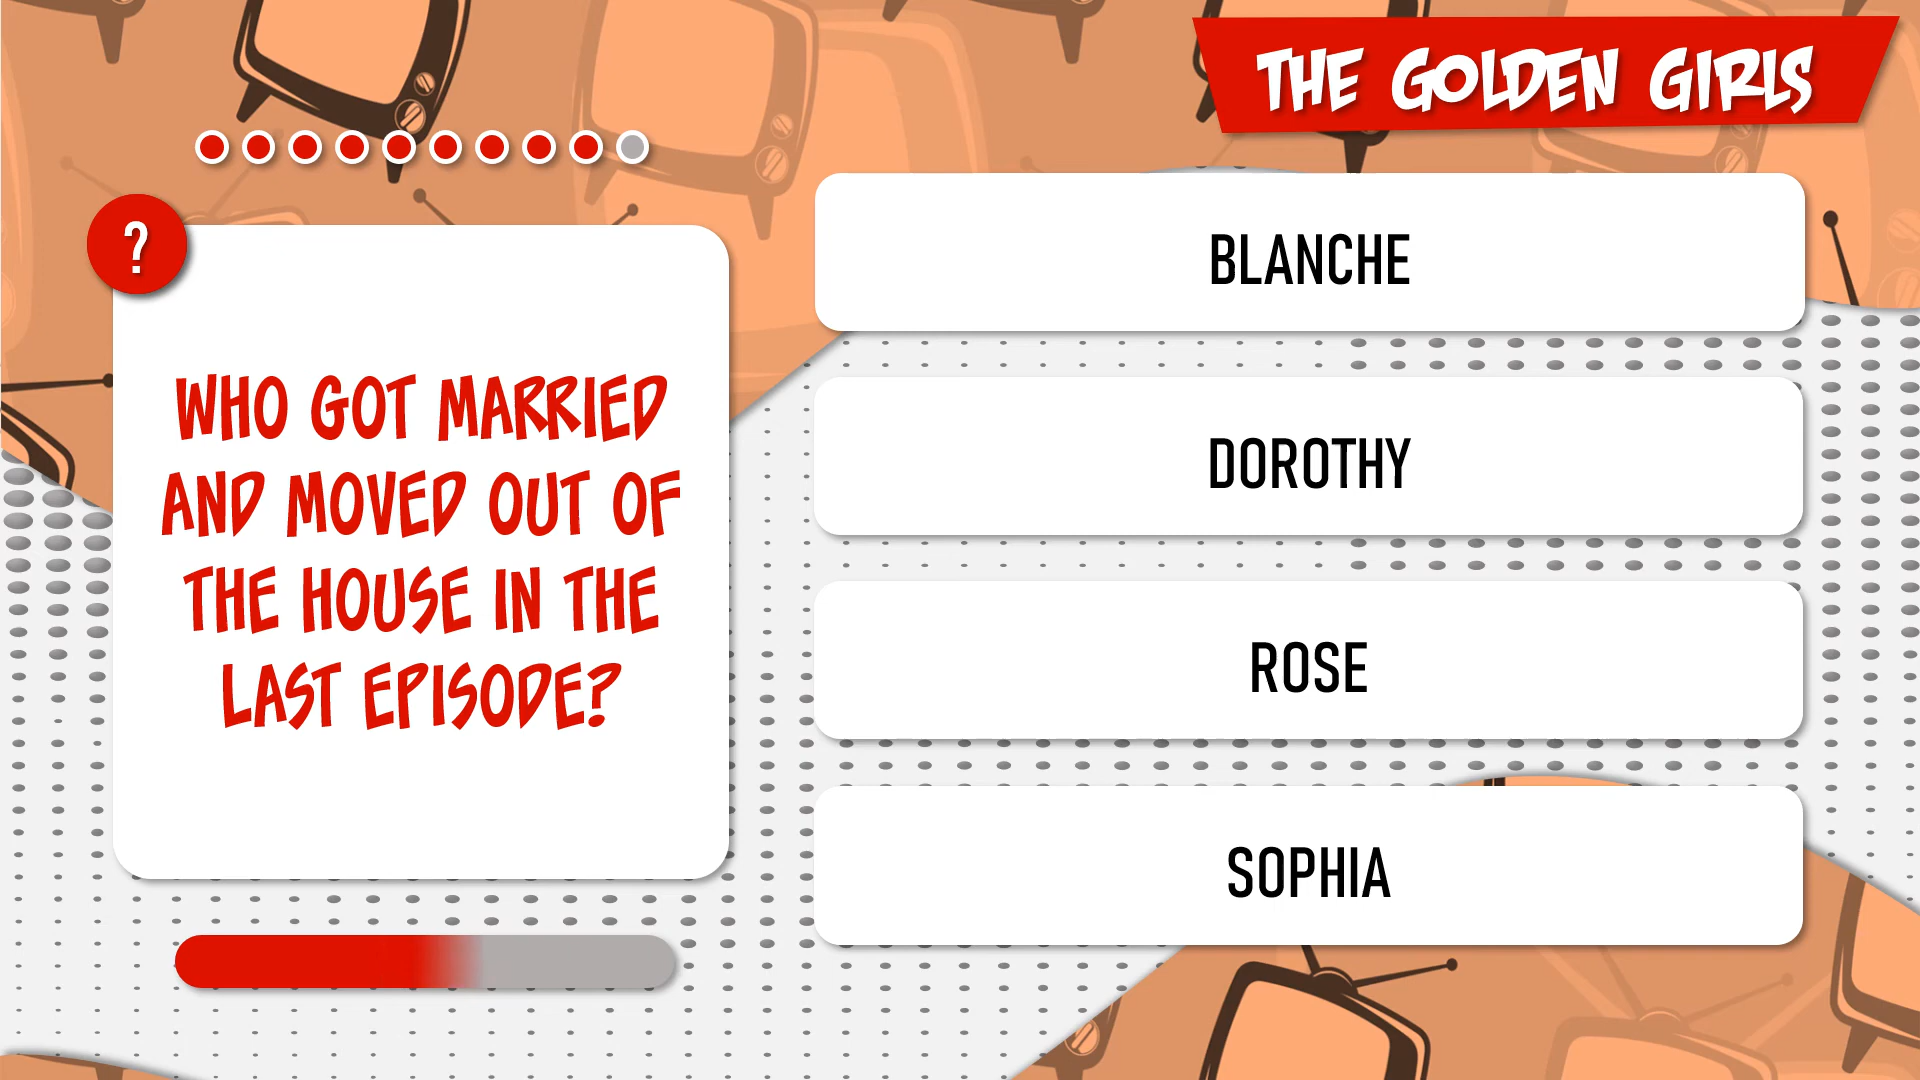 THE GOLDEN GIRLS
?
WHO GOT MARRIED
AND MOVED OUT OF
THE HOUSE IN THE
LAST EPISODE?
BLANCHE
DOROTHY
ROSE
SOPHIA